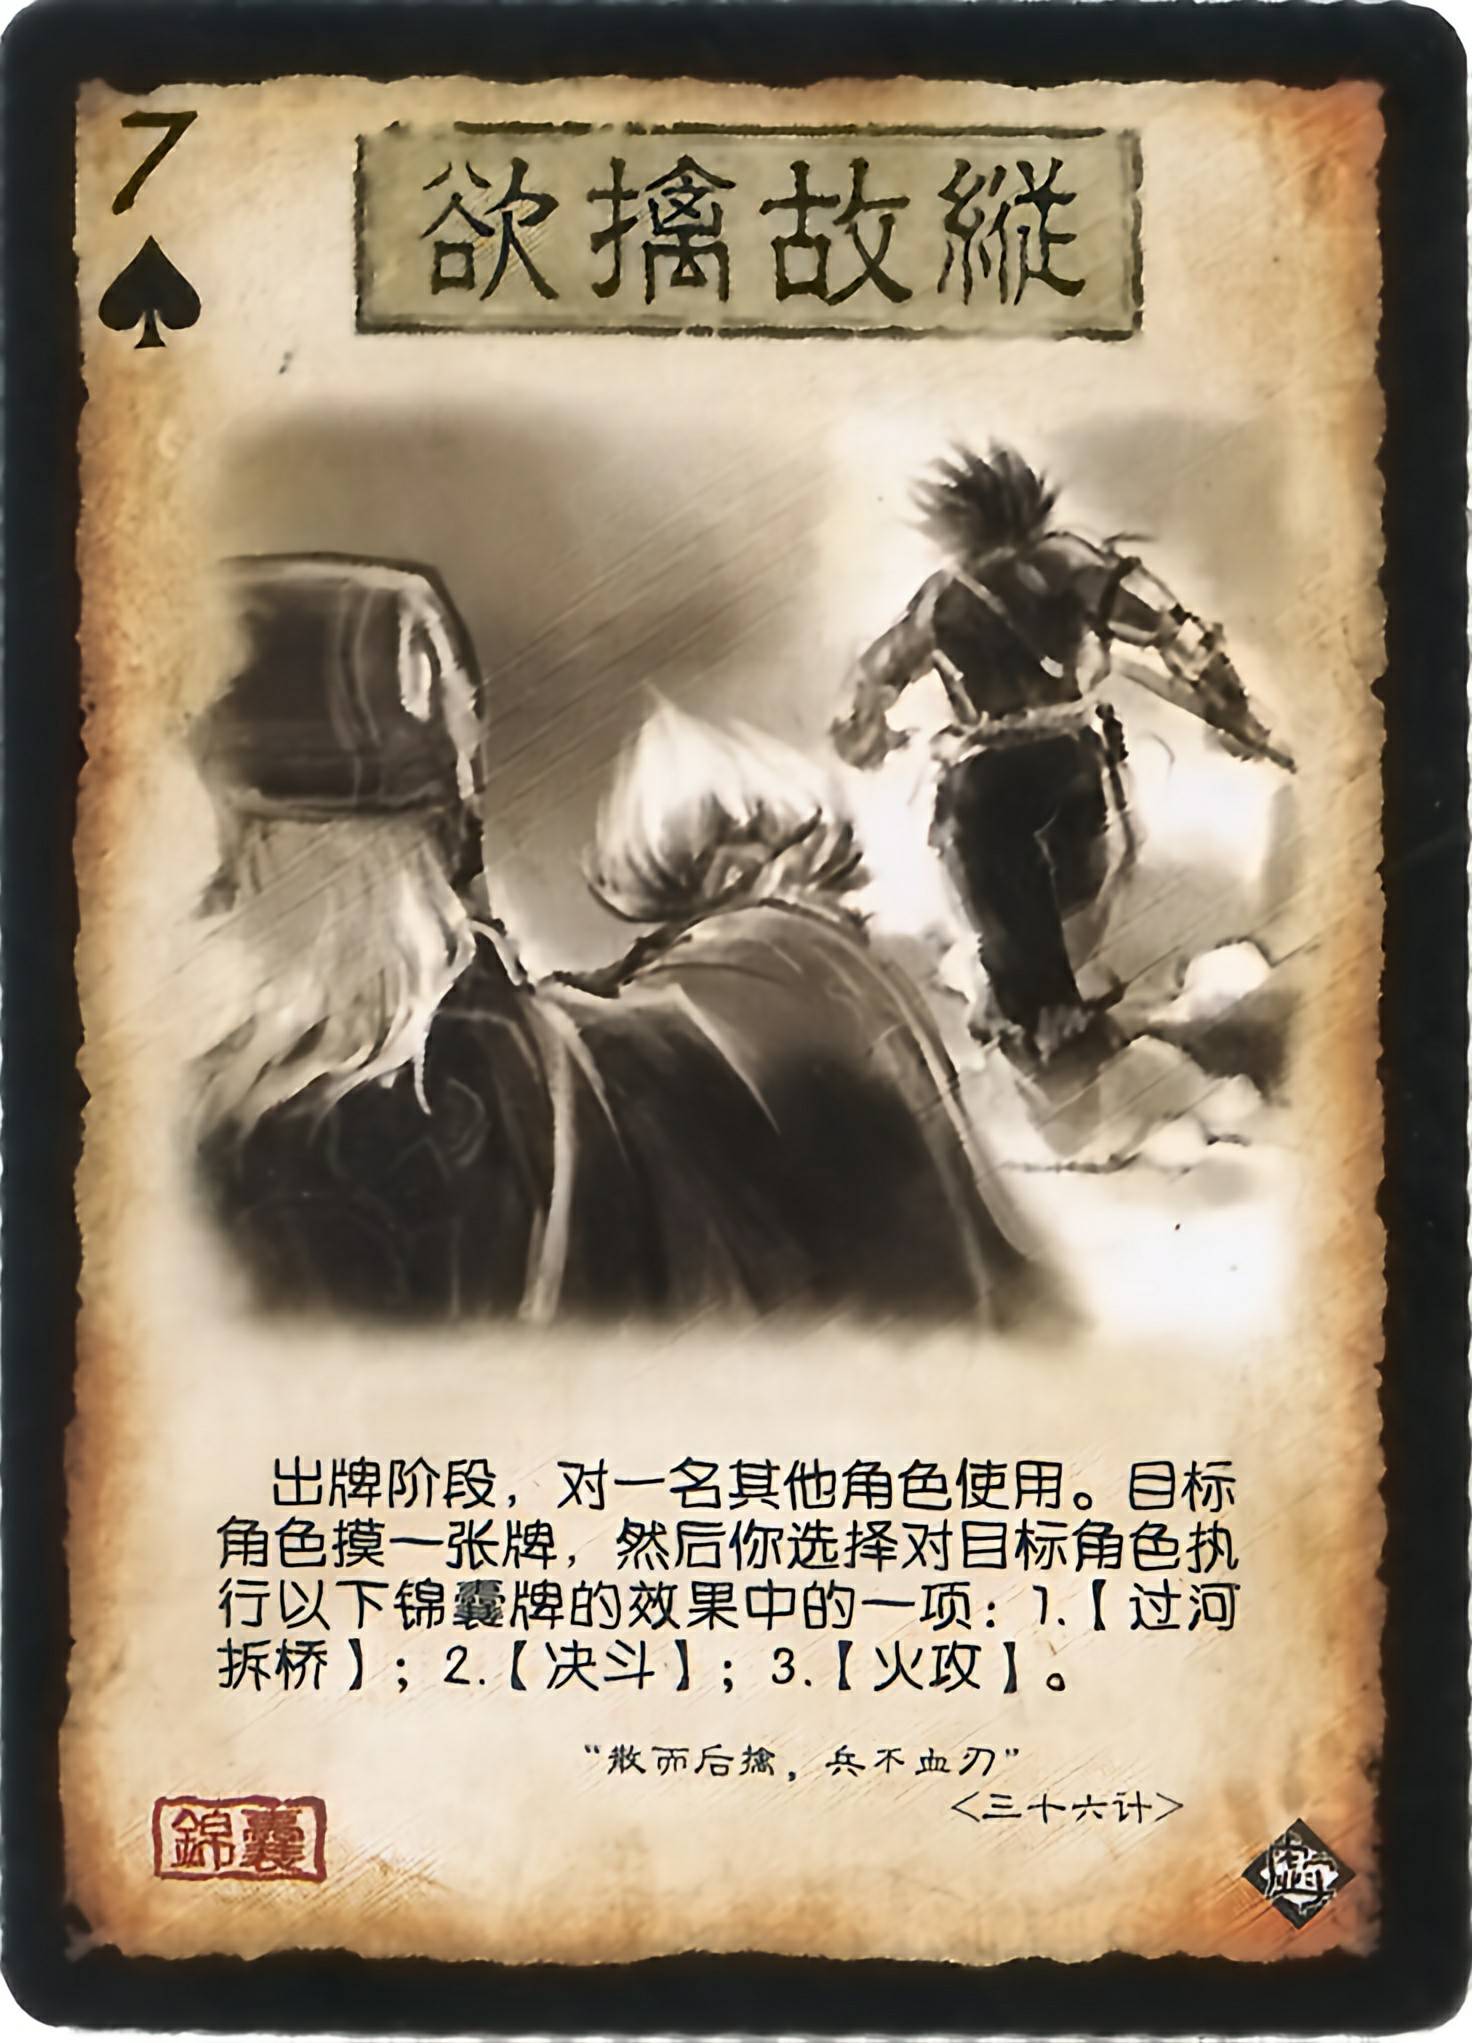 7
欲擒故縱
出牌阶段，对一名其他角色使用。目标
角色摸一张牌，然后你选择对目标角色执
行以下锦囊牌的效果中的一项：1.【过河
拆桥】；2.【决斗】；3.【火攻】。
“散而后擒，兵不血刃”
<三十六计>
錦囊